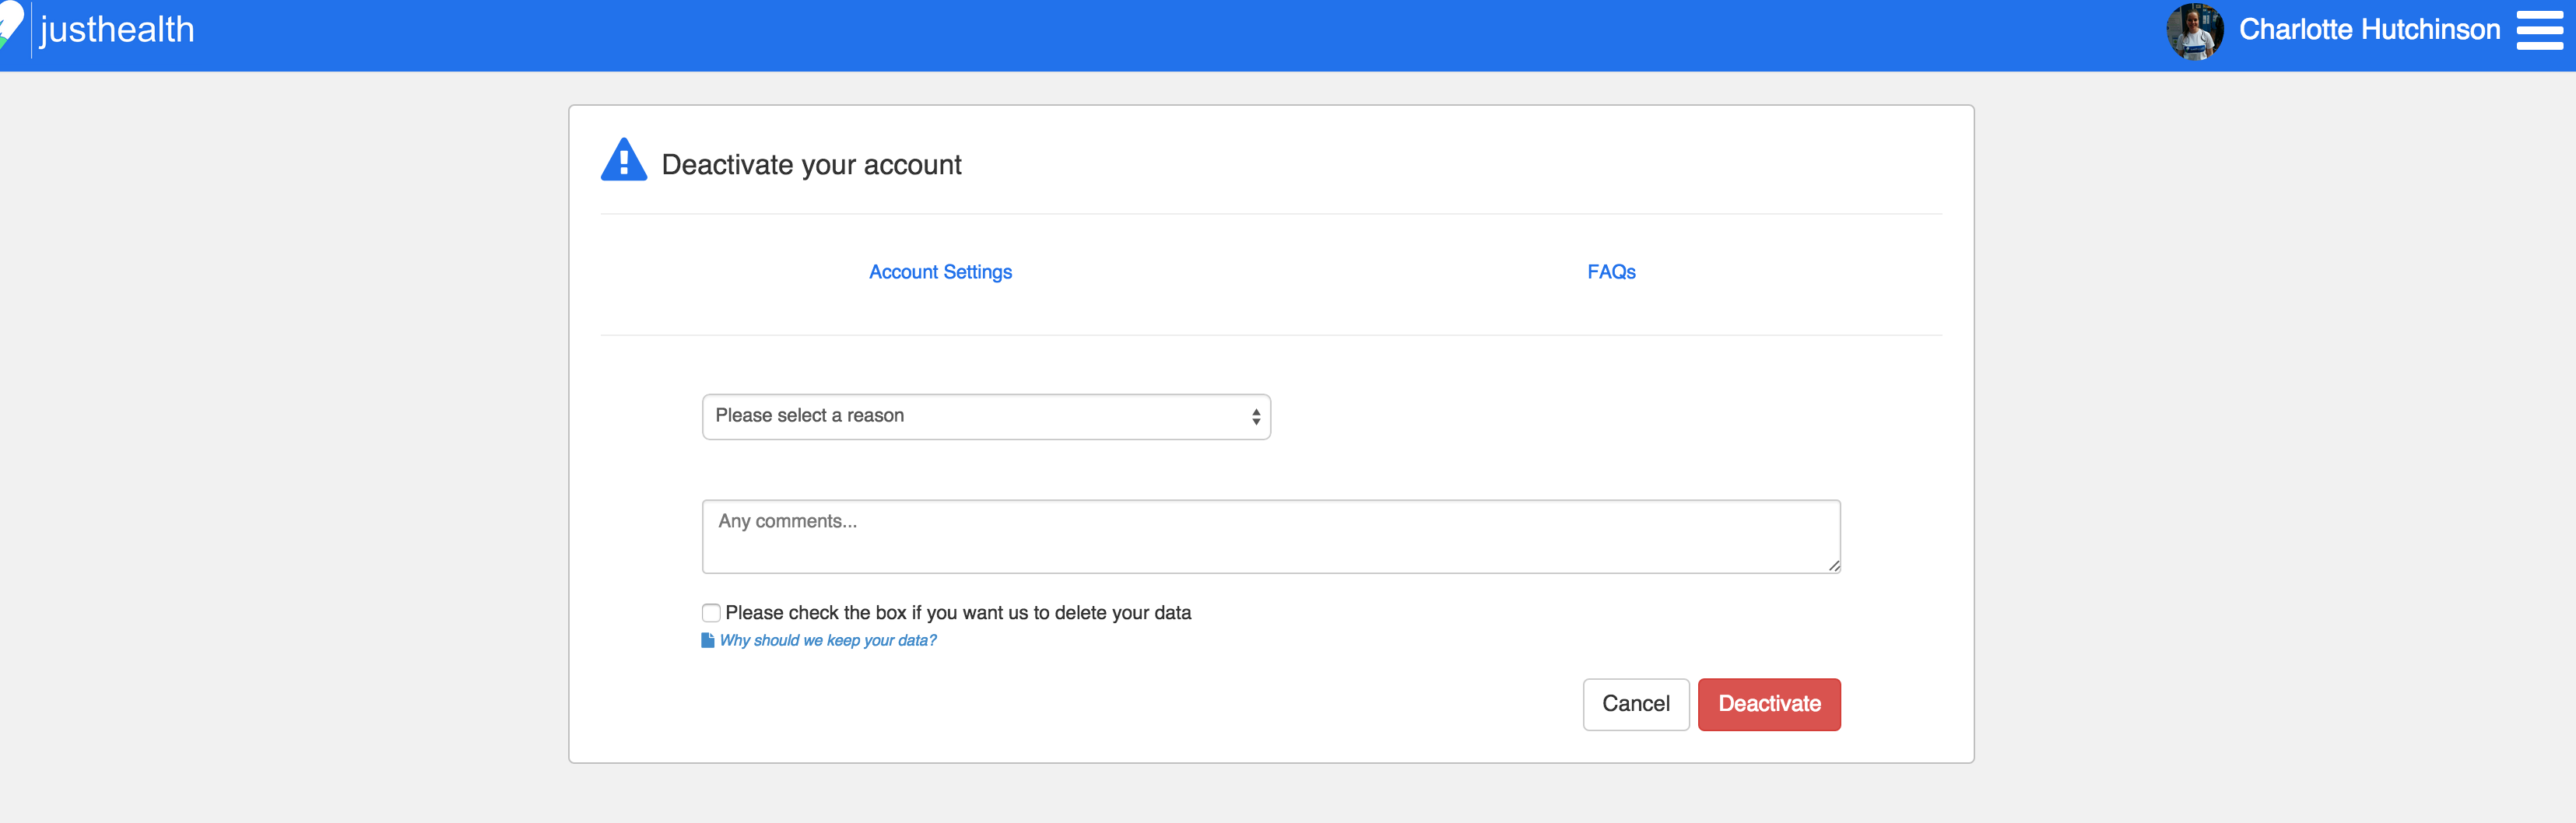 justhealth
Charlotte Hutchinson
Deactivate your account
Account Settings
FAQs
Please select a reason
Any comments...
Please check the box if you want us to delete your data
Why should we keep your data?
Cancel
Deactivate